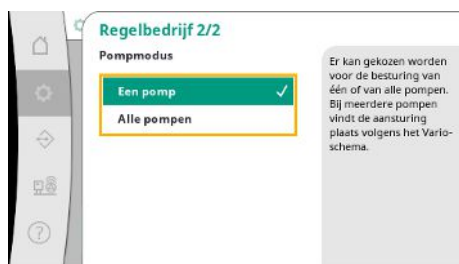 Regelbedrijf 2/2
Pompmodus
Een pomp
Alle pompen
Er kan gekozen worden
voor de besturing van
één of van alle pompen.
Bij meerdere pompen
vindt de aansturing
plaats volgens het Vario-
schema.